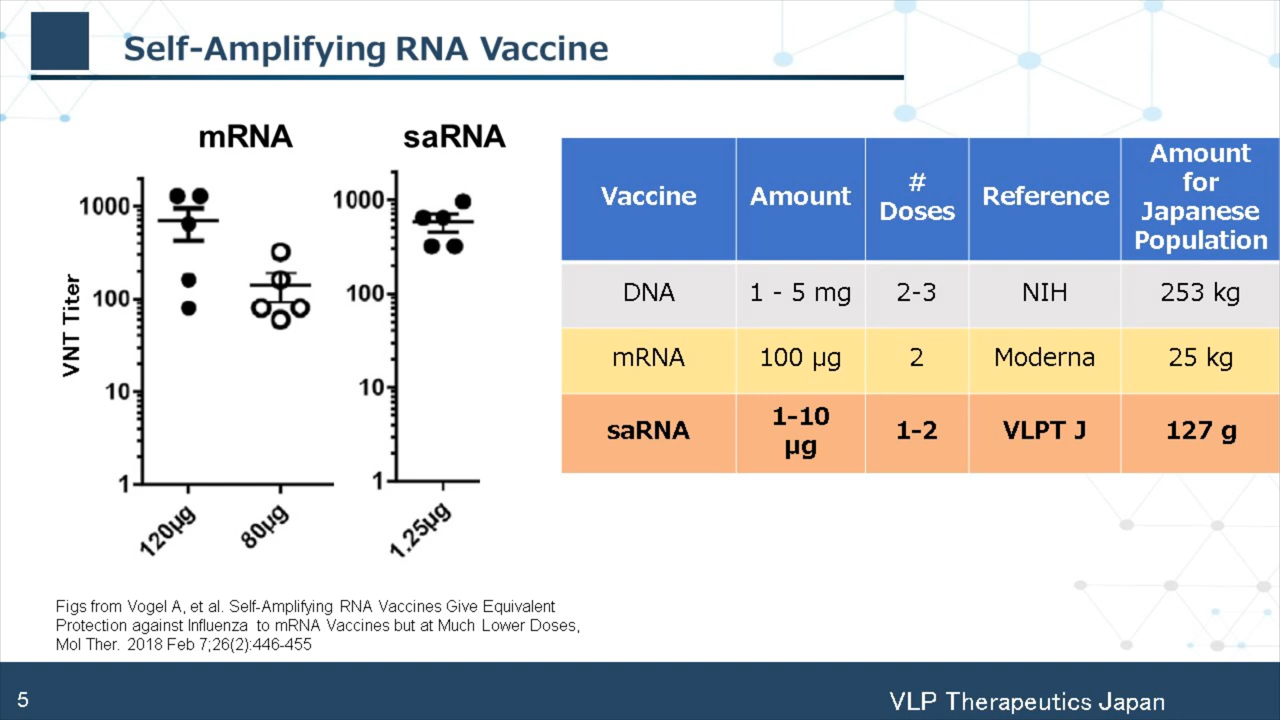 Self-Amplifying RNA Vaccine
mRNA
saRNA
VNT Titer
1000
100
10
1
120µg
80µg
1000
100
10
1
1.25µg
Vaccine
Amount
#
Doses
Reference
Amount
for
Japanese
Population
DNA
1 - 5 mg
2-3
NIH
253 kg
mRNA
100 µg
2
Moderna
25 kg
saRNA
1-10
µg
1-2
VLPT J
127 g
Figs from Vogel A, et al. Self-Amplifying RNA Vaccines Give Equivalent
Protection against Influenza to mRNA Vaccines but at Much Lower Doses,
Mol Ther. 2018 Feb 7;26(2):446-455
5
VLP Therapeutics Japan